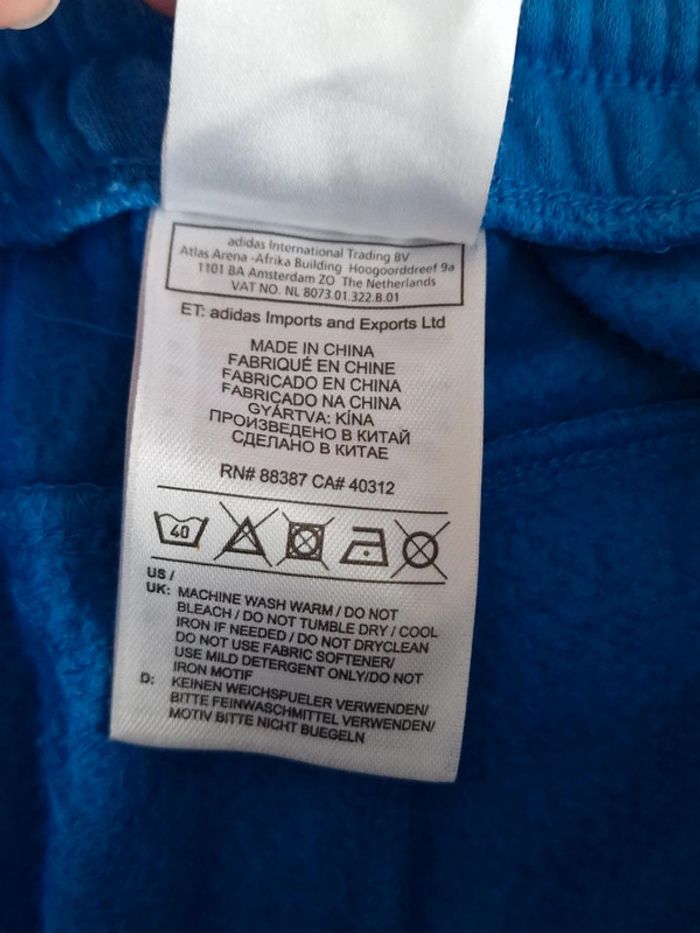 adidas International Trading BV
Atlas Arena -Afrika Building Hoogoorddreef 9a
1101 BA Amsterdam ZO The Netherlands
VAT NO. NL 8073.01 322.B.01
ET: adidas Imports and Exports Ltd
MADE IN CHINA
FABRIQUÉ EN CHINE
FABRICADO EN CHINA
FABRICADO NA CHINA
GYÁRTVA: KÍNA
ПРОИЗВЕДЕНО В КИТАЙ
СДЕЛАНО В КИТАЕ
RN# 88387 CA# 40312
40
US /
UK: MACHINE WASH WARM / DO NOT
BLEACH / DO NOT TUMBLE DRY / COOL
IRON IF NEEDED / DO NOT DRYCLEAN
DO NOT USE FABRIC SOFTENER/
USE MILD DETERGENT ONLY/DO NOT
IRON MOTIF
D: KEINEN WEICHSPUELER VERWENDEN/
BITTE FEINWASCHMITTEL VERWENDEN/
MOTIV BITTE NICHT BUEGELN